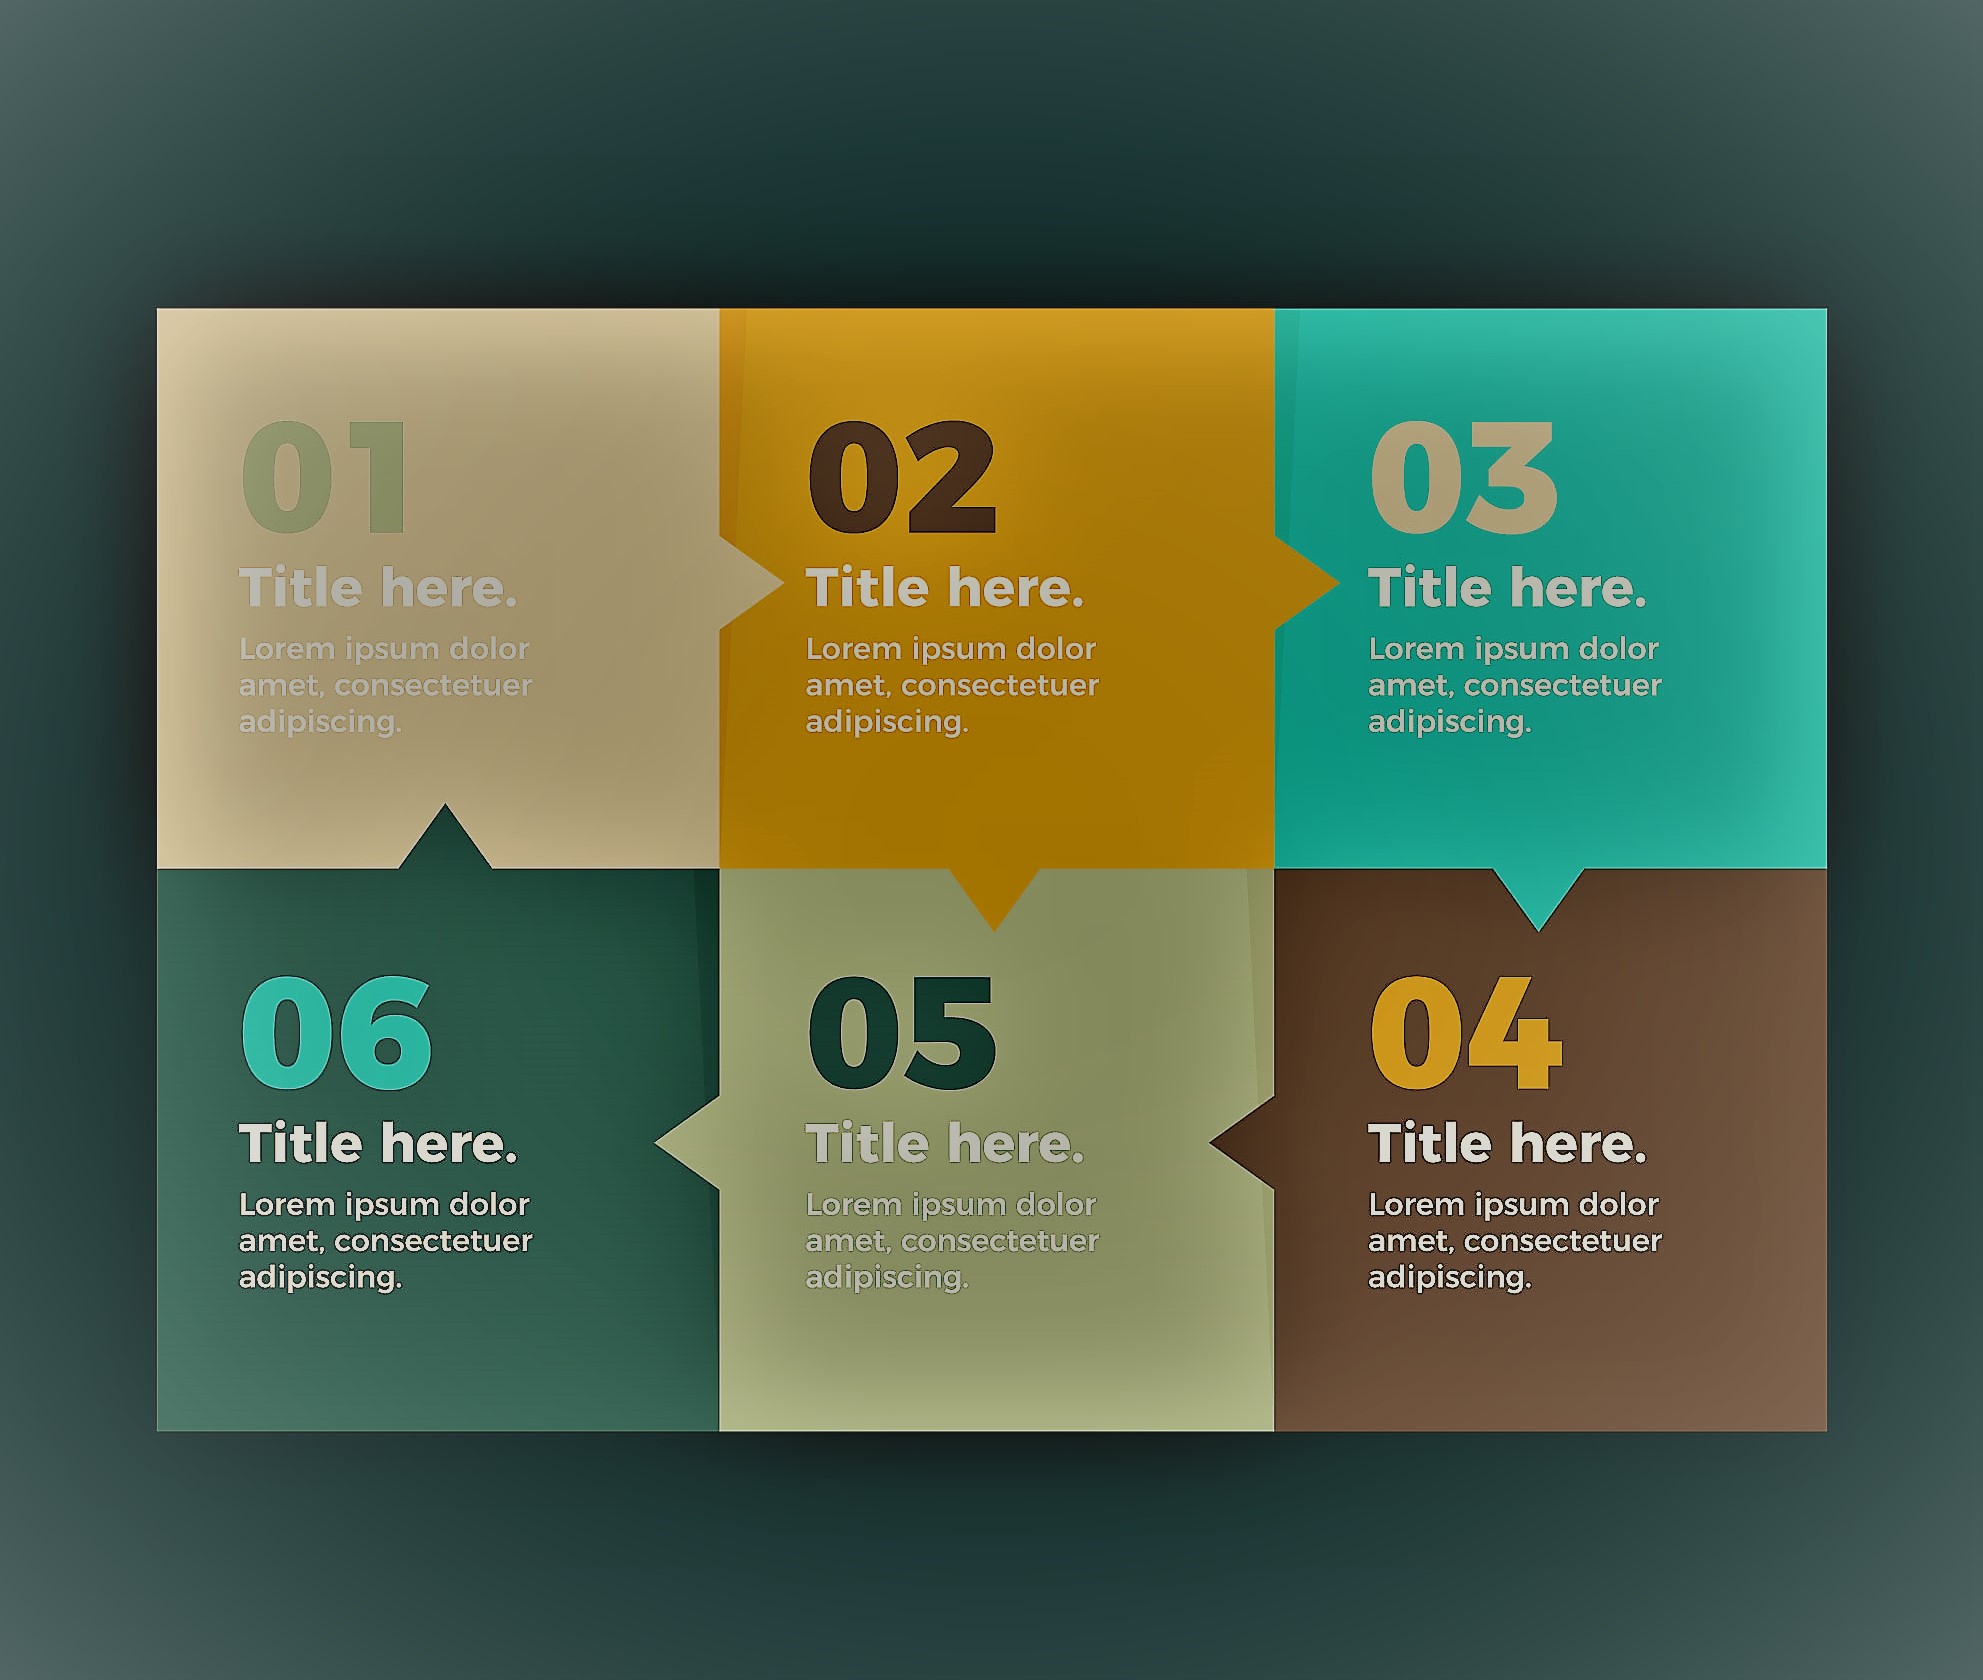 01
Title here.
Lorem ipsum dolor
amet, consectetuer
adipiscing.
02
Title here.
Lorem ipsum dolor
amet, consectetuer
adipiscing.
03
Title here.
Lorem ipsum dolor
amet, consectetuer
adipiscing.
06
Title here.
Lorem ipsum dolor
amet, consectetuer
adipiscing.
05
Title here.
Lorem ipsum dolor
amet, consectetuer
adipiscing.
04
Title here.
Lorem ipsum dolor
amet, consectetuer
adipiscing.